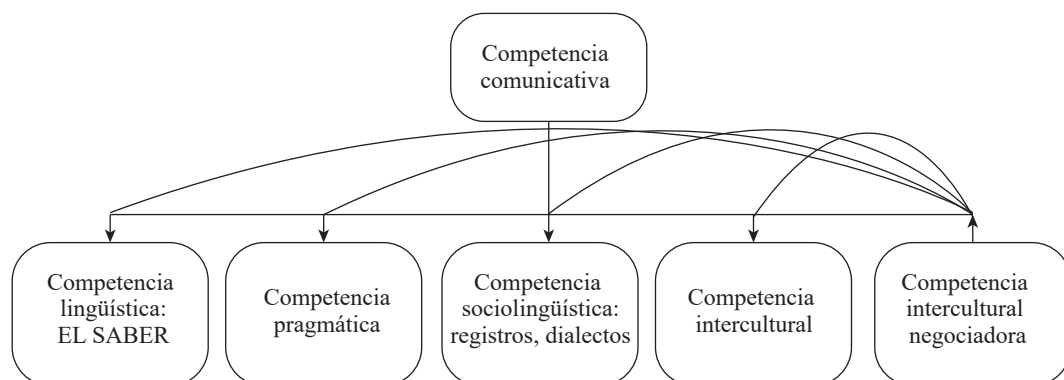 Competencia
comunicativa
Competencia
lingüística:
EL SABER
Competencia
pragmática
Competencia
sociolingüística:
registros, dialectos
Competencia
intercultural
Competencia
intercultural
negociadora